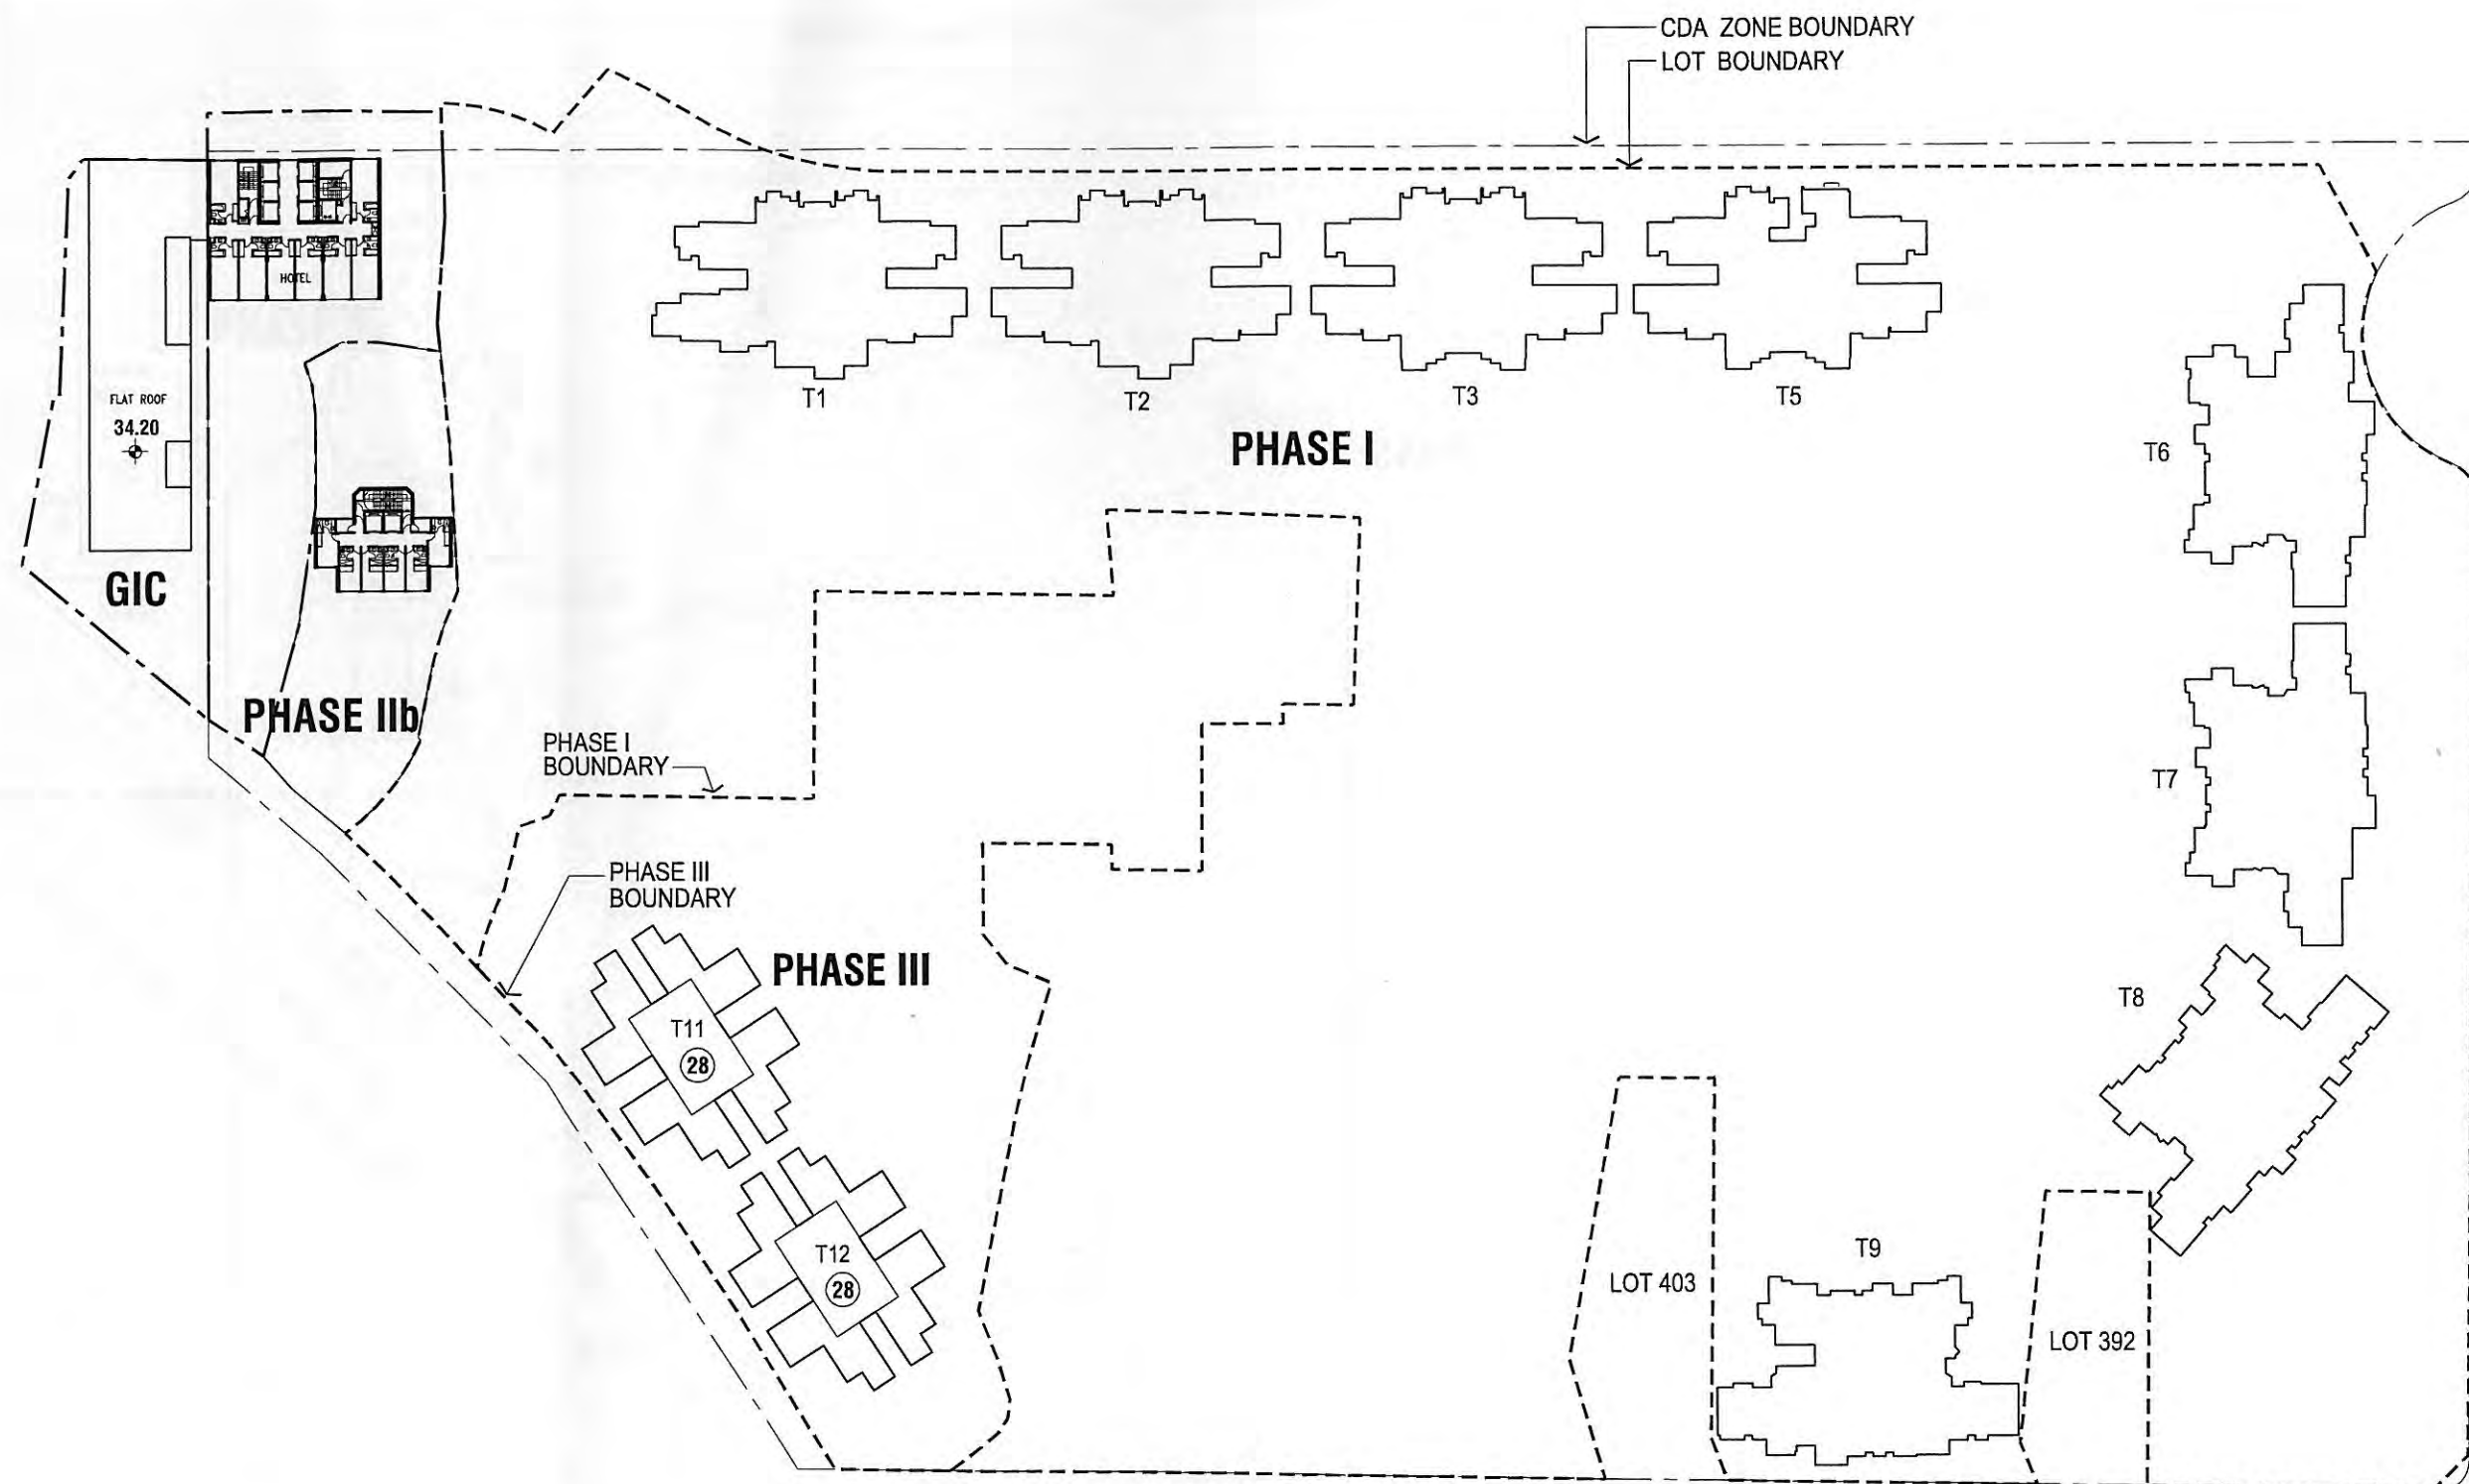 CDA ZONE BOUNDARY
LOT BOUNDARY
HOTEL
T1
T2
T3
T5
FLAT ROOF
34.20
PHASE I
T6
GIC
PHASE IIb
PHASE I
BOUNDARY
T7
PHASE III
BOUNDARY
PHASE III
T8
T11
28
T12
28
T9
LOT 403
LOT 392